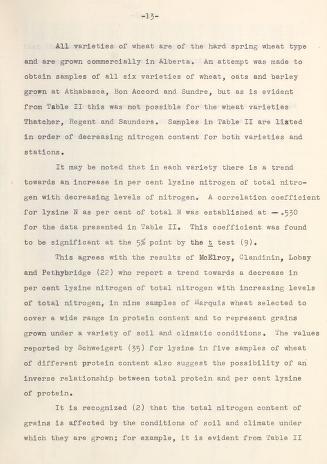 -13-
All varieties of wheat are of the hard spring wheat type
and are grown commercially in Alberta. An attempt was made to
obtain samples of all six varieties of wheat, oats and barley
grown at Athabasca, Bon Accord and Sundre, but as is evident
from Table II this was not possible for the wheat varieties
Thatcher, Regent and Saunders. Samples in Table II are listed
in order of decreasing nitrogen content for both varieties and
stations.
It may be noted that in each variety there is a trend
towards an increase in per cent lysine nitrogen of total nitro-
gen with decreasing levels of nitrogen. A correlation coefficient
for lysine N as per cent of total N was established at -.530
for the data presented in Table II. This coefficient was found
to be significant at the 5% point by the t test (9).
This agrees with the results of McElroy, Clandinin, Lobay
and Pethybridge (22) who report a trend towards a decrease in
per cent lysine nitrogen of total nitrogen with increasing levels
of total nitrogen, in nine samples of Marquis wheat selected to
cover a wide range in protein content and to represent grains
grown under a variety of soil and climatic conditions. The values
reported by Schweigert (35) for lysine in five samples of wheat
of different protein content also suggest the possibility of an
inverse relationship between total protein and per cent lysine
of protein.
It is recognized (2) that the total nitrogen content of
grains is affected by the conditions of soil and climate under
which they are grown; for example, it is evident from Table II